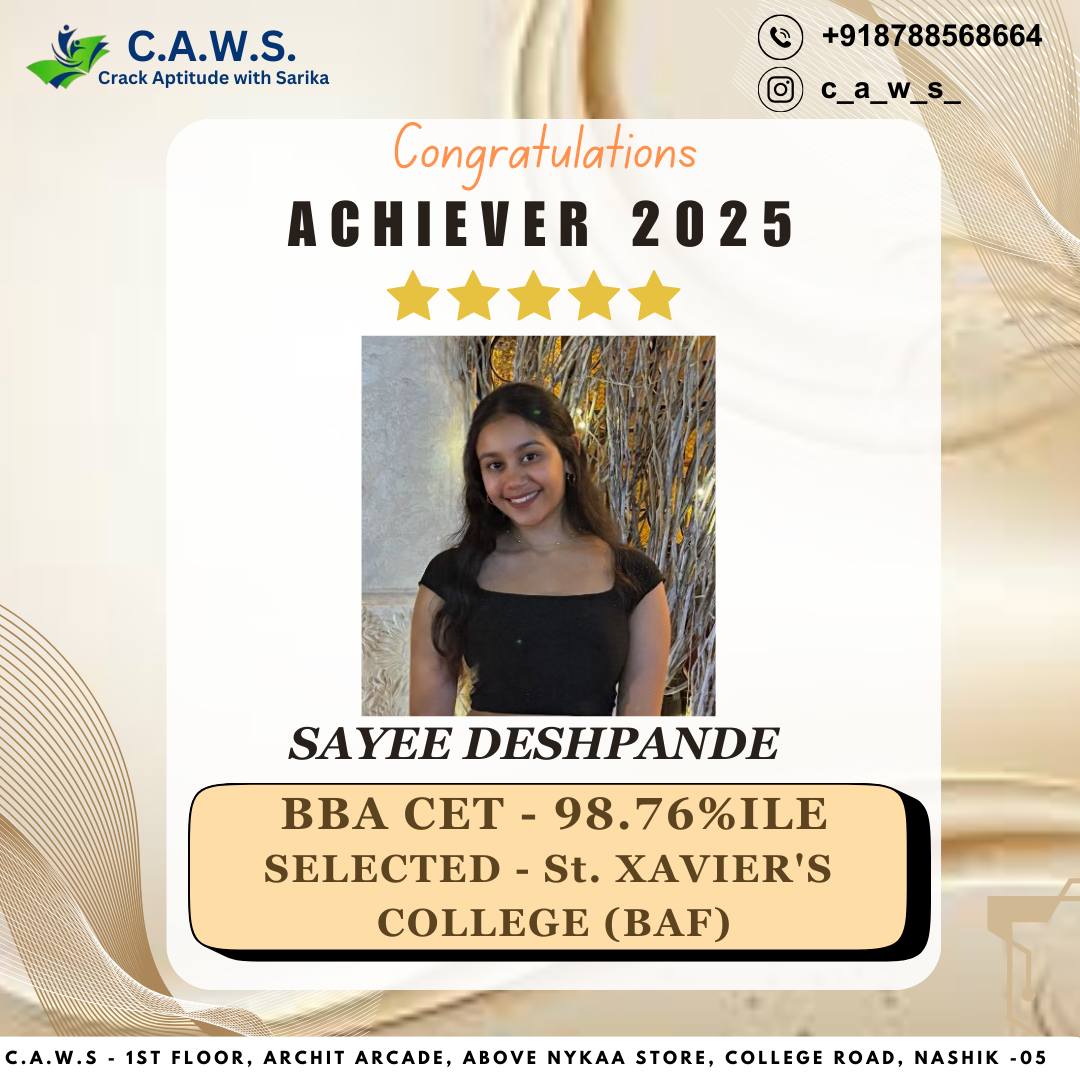 C.A.W.S.
Crack Aptitude with Sarika
+918788568664
c_a_w_s_
Congratulations
ACHIEVER 2025
SAYEE DESHPANDE
BBA CET - 98.76%ILE
SELECTED - St. XAVIER'S
COLLEGE (BAF)
C.A.W.S - 1ST FLOOR, ARCHIT ARCADE, ABOVE NYKAA STORE, COLLEGE ROAD, NASHIK -05